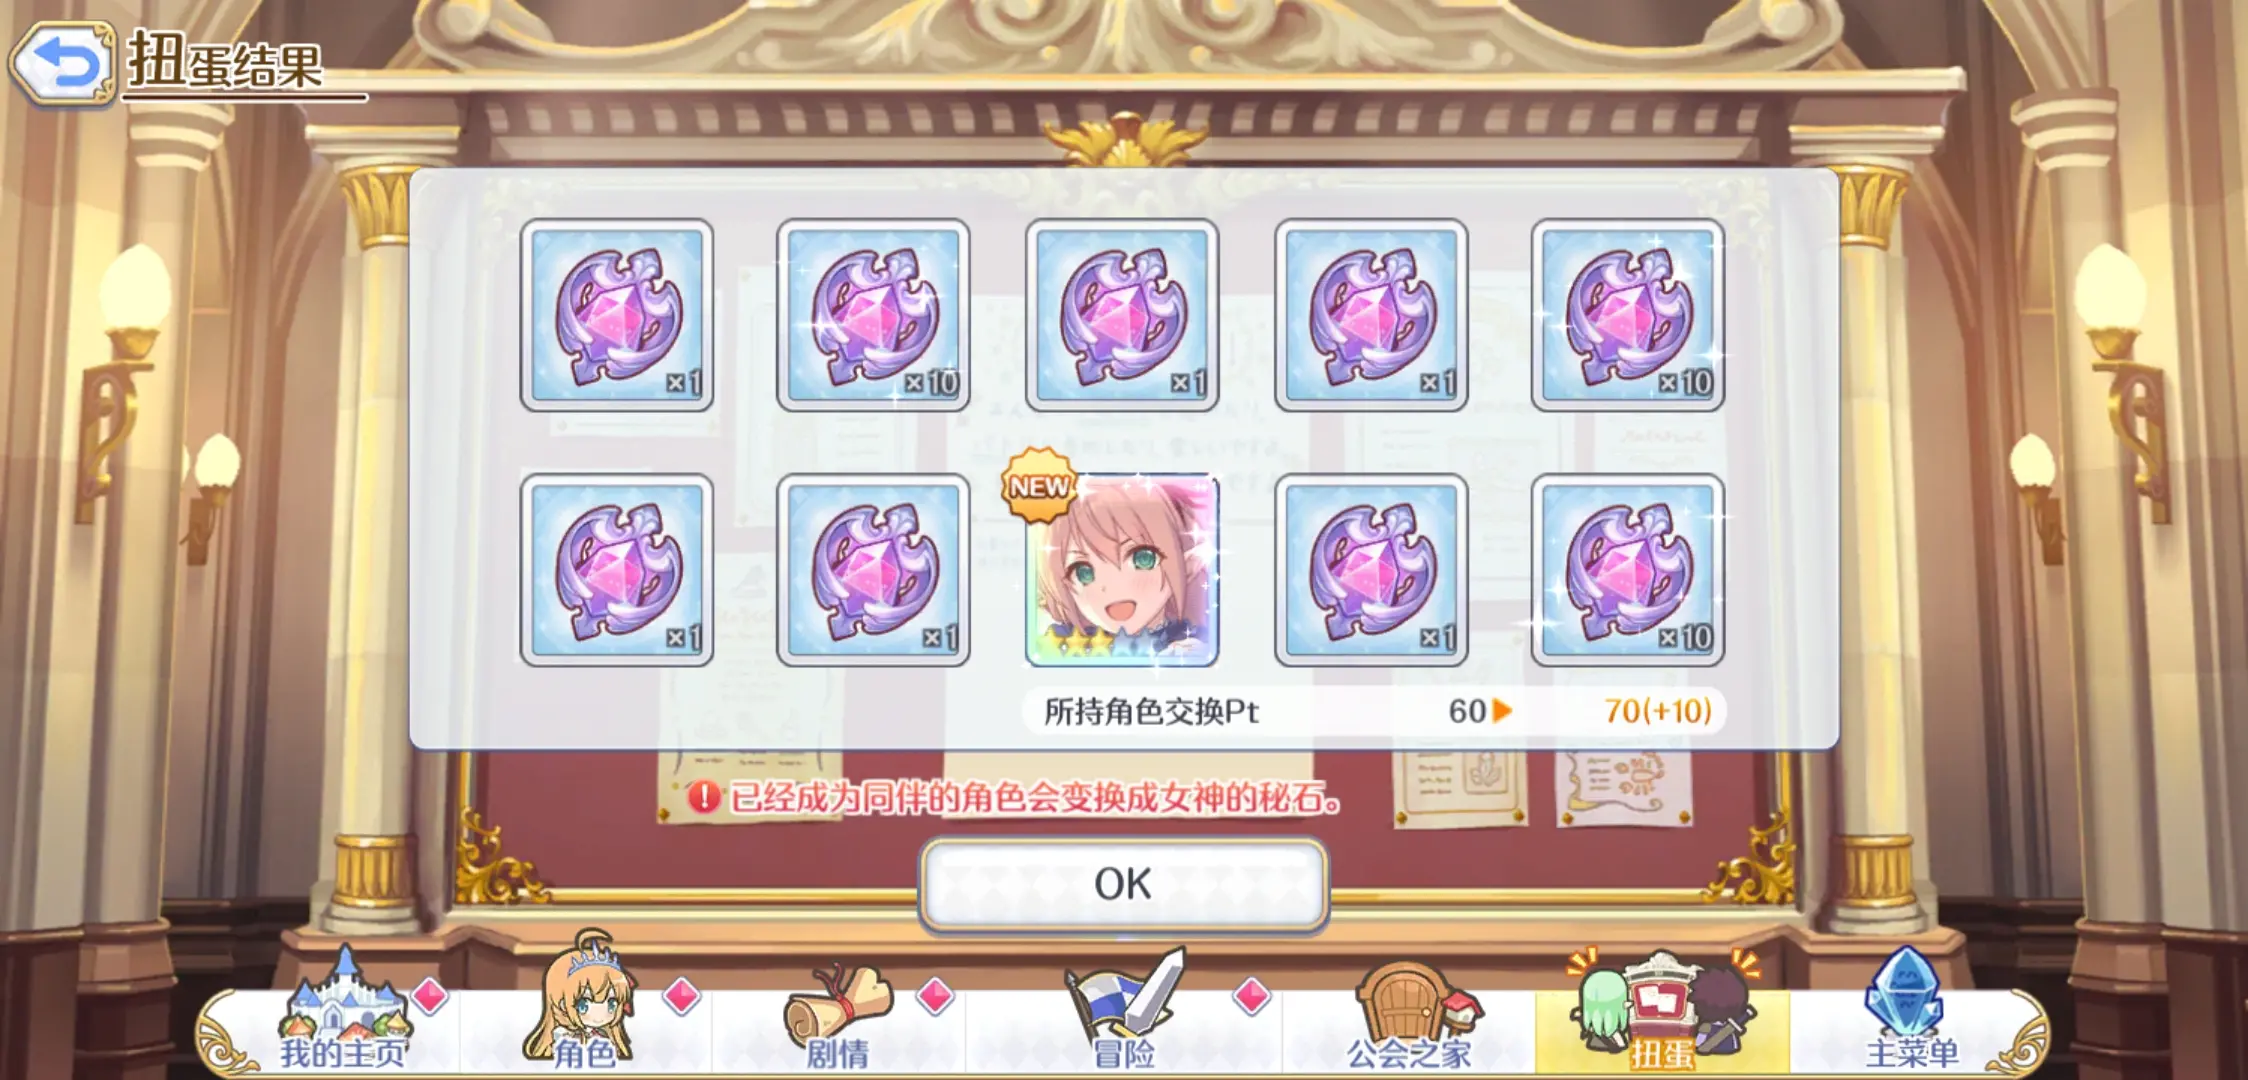 扭蛋结果
×1
×10
×1
×1
×10
NEW
×1
×1
×1
×10
所持角色交换Pt 60 70(+10)
已经成为同伴的角色会变换成女神的秘石。
OK
我的主页
角色
剧情
冒险
公会之家
扭蛋
主菜单